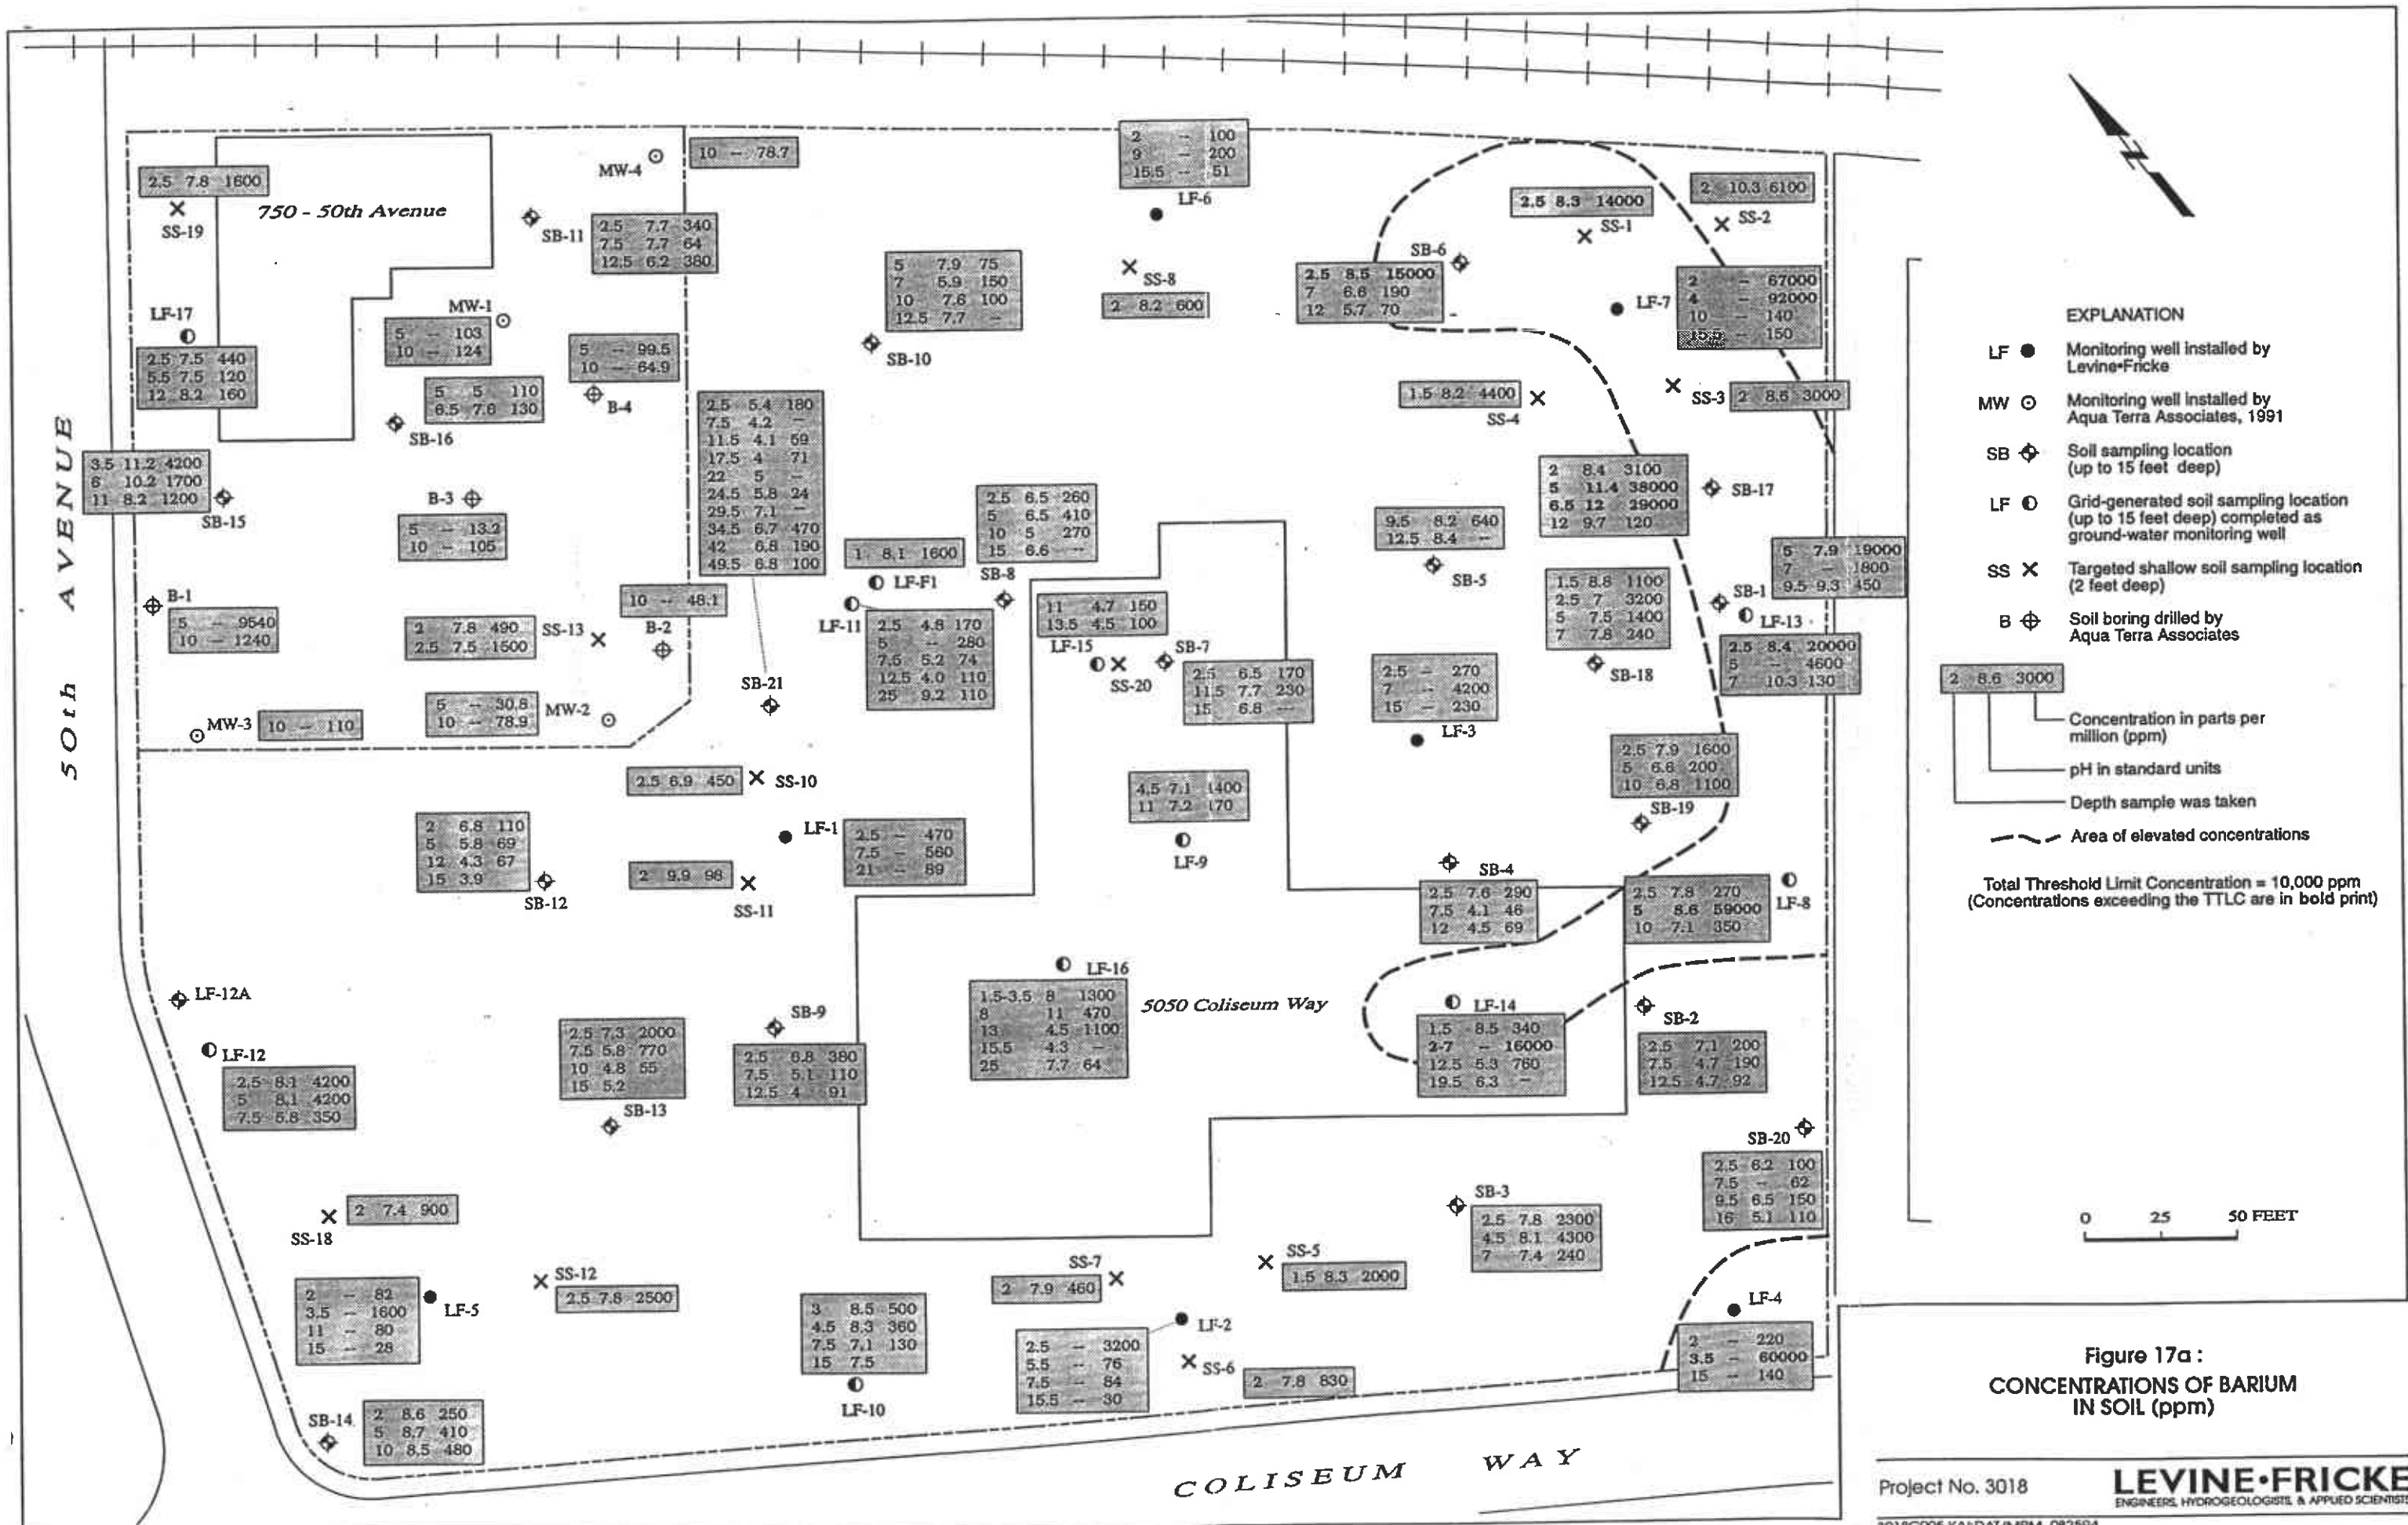 10 -- 78.7
MW-4
2 -- 100
9 -- 200
15.5 -- 51
LF-6
2.5 7.8 1600
SS-19
750 - 50th Avenue
SB-11
2.5 7.7 340
7.5 7.7 64
12.5 6.2 380
2.5 8.3 14000
SS-1
2 10.3 6100
SS-2
5 7.9 75
7 5.9 150
10 7.6 100
12.5 7.7 --
SB-10
SS-8
2 8.2 600
SB-6
2.5 8.5 15000
7 6.6 190
12 5.7 70
LF-7
2 -- 67000
4 -- 92000
10 -- 140
15.5 -- 150
LF-17
2.5 7.5 440
5.5 7.5 120
12 8.2 160
MW-1
5 -- 103
10 -- 124
5 -- 99.5
10 -- 64.9
B-4
5 5 110
6.5 7.6 130
SB-16
1.5 8.2 4400
SS-4
SS-3
2 8.6 3000
2.5 5.4 180
7.5 4.2 --
11.5 4.1 59
17.5 4 71
22 5 --
24.5 5.8 24
29.5 7.1 --
34.5 6.7 470
42 6.8 190
49.5 6.8 100
SB-21
50th AVENUE
3.5 11.2 4200
6 10.2 1700
11 8.2 1200
SB-15
B-3
5 -- 13.2
10 -- 105
2.5 6.5 260
5 6.5 410
10 5 270
15 6.6 --
SB-8
2 8.4 3100
5 11.4 38000
6.5 12 29000
12 9.7 120
SB-17
9.5 8.2 640
12.5 8.4 --
SB-5
1 8.1 1600
LF-F1
5 7.9 19000
7 -- 1800
9.5 9.3 450
SB-1
LF-13
2.5 8.4 20000
5 -- 4600
7 10.3 130
B-1
5 -- 9540
10 -- 1240
2 7.8 490
2.5 7.5 1500
SS-13
10 -- 48.1
B-2
LF-11
2.5 4.8 170
5 -- 280
7.5 5.2 74
12.5 4.0 110
25 9.2 110
11 4.7 150
13.5 4.5 100
LF-15
SS-20
SB-7
2.5 6.5 170
11.5 7.7 230
15 6.8 --
1.5 8.8 1100
2.5 7 3200
5 7.5 1400
7 7.8 240
SB-18
2.5 -- 270
7 -- 4200
15 -- 230
LF-3
MW-3
10 -- 110
5 -- 30.8
10 -- 78.9
MW-2
2.5 7.9 1600
5 6.6 200
10 6.8 1100
SB-19
2.5 6.9 450
SS-10
4.5 7.1 1400
11 7.2 170
LF-9
2 6.8 110
5 5.8 69
12 4.3 67
15 3.9
SB-12
LF-1
2.5 -- 470
7.5 -- 560
21 -- 89
2 9.9 98
SS-11
SB-4
2.5 7.6 290
7.5 4.1 46
12 4.5 69
2.5 7.8 270
5 8.6 59000
10 7.1 350
LF-8
LF-12A
LF-12
2.5 8.1 4200
5 8.1 4200
7.5 5.8 350
LF-16
1.5-3.5 8 1300
8 11 470
13 4.5 1100
15.5 4.3 --
25 7.7 64
5050 Coliseum Way
LF-14
1.5 8.5 340
2-7 -- 16000
12.5 5.3 760
19.5 6.3 --
SB-2
2.5 7.1 200
7.5 4.7 190
12.5 4.7 92
2.5 7.3 2000
7.5 5.8 770
10 4.8 55
15 5.2
SB-13
SB-9
2.5 6.8 380
7.5 5.1 110
12.5 4 91
SB-20
2.5 6.2 100
7.5 -- 62
9.5 6.5 150
16 5.1 110
2 7.4 900
SS-18
SB-3
2.5 7.8 2300
4.5 8.1 4300
7 7.4 240
2 -- 82
3.5 -- 1600
11 -- 80
15 -- 28
LF-5
SS-12
2.5 7.8 2500
SS-7
2 7.9 460
SS-5
1.5 8.3 2000
3 8.5 500
4.5 8.3 360
7.5 7.1 130
15 7.5
LF-10
LF-2
2.5 -- 3200
5.5 -- 76
7.5 -- 84
15.5 -- 30
SS-6
2 7.8 830
LF-4
2 -- 220
3.5 -- 60000
15 -- 140
SB-14
2 8.6 250
5 8.7 410
10 8.5 480
COLISEUM WAY
EXPLANATION
LF Monitoring well installed by
Levine•Fricke
MW Monitoring well installed by
Aqua Terra Associates, 1991
SB Soil sampling location
(up to 15 feet deep)
LF Grid-generated soil sampling location
(up to 15 feet deep) completed as
ground-water monitoring well
SS Targeted shallow soil sampling location
(2 feet deep)
B Soil boring drilled by
Aqua Terra Associates
2 8.6 3000
Concentration in parts per
million (ppm)
pH in standard units
Depth sample was taken
Area of elevated concentrations
Total Threshold Limit Concentration = 10,000 ppm
(Concentrations exceeding the TTLC are in bold print)
0 25 50 FEET
Figure 17a :
CONCENTRATIONS OF BARIUM
IN SOIL (ppm)
Project No. 3018
LEVINE•FRICKE
ENGINEERS, HYDROGEOLOGISTS, & APPLIED SCIENTISTS